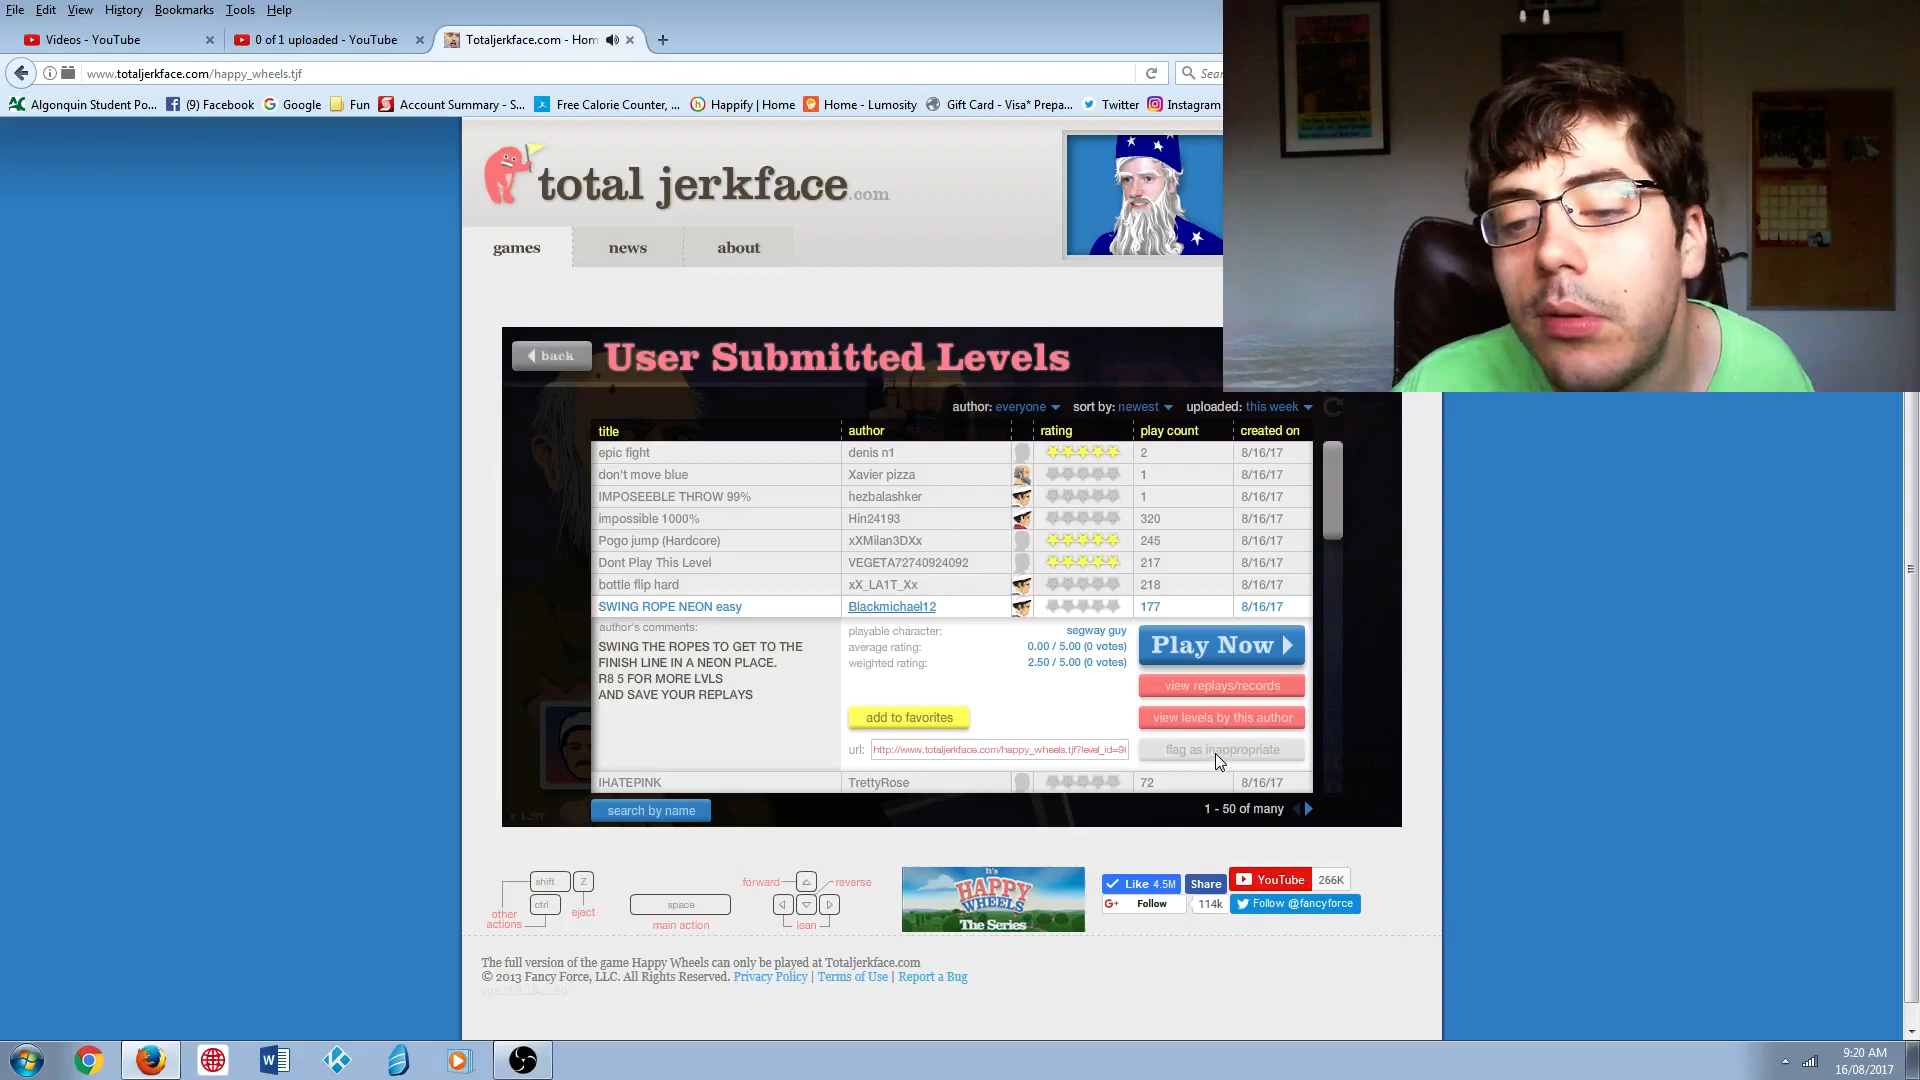 File Edit View History Bookmarks Tools Help
Videos - YouTube
0 of 1 uploaded - YouTube
Totaljerkface.com - Hom
www.totaljerkface.com/happy_wheels.tjf
Sear
Algonquin Student Po... (9) Facebook Google Fun Account Summary - S... Free Calorie Counter, ... Happify | Home Home - Lumosity Gift Card - Visa* Prepa... Twitter Instagram
total jerkface.com
games news about
back
User Submitted Levels
author: everyone sort by: newest uploaded: this week
title author rating play count created on
epic fight denis n1 2 8/16/17
don't move blue Xavier pizza 1 8/16/17
IMPOSEEBLE THROW 99% hezbalashker 1 8/16/17
impossible 1000% Hin24193 320 8/16/17
Pogo jump (Hardcore) xXMilan3DXx 245 8/16/17
Dont Play This Level VEGETA72740924092 217 8/16/17
bottle flip hard xX_LA1T_Xx 218 8/16/17
SWING ROPE NEON easy Blackmichael12 177 8/16/17
author's comments:
SWING THE ROPES TO GET TO THE
FINISH LINE IN A NEON PLACE.
R8 5 FOR MORE LVLS
AND SAVE YOUR REPLAYS
playable character: segway guy
average rating: 0.00 / 5.00 (0 votes)
weighted rating: 2.50 / 5.00 (0 votes)
add to favorites
url: http://www.totaljerkface.com/happy_wheels.tjf?level_id=9
Play Now
view replays/records
view levels by this author
flag as inappropriate
IHATEPINK TrettyRose 72 8/16/17
search by name
1 - 50 of many
v 1.87
shift Z
ctrl
other
actions
eject
space
main action
forward
reverse
lean
It's
HAPPY
WHEELS
The Series
Like 4.5M Share YouTube 266K
G+ Follow 114k Follow @fancyforce
The full version of the game Happy Wheels can only be played at Totaljerkface.com
© 2013 Fancy Force, LLC. All Rights Reserved. Privacy Policy | Terms of Use | Report a Bug
9:20 AM
16/08/2017